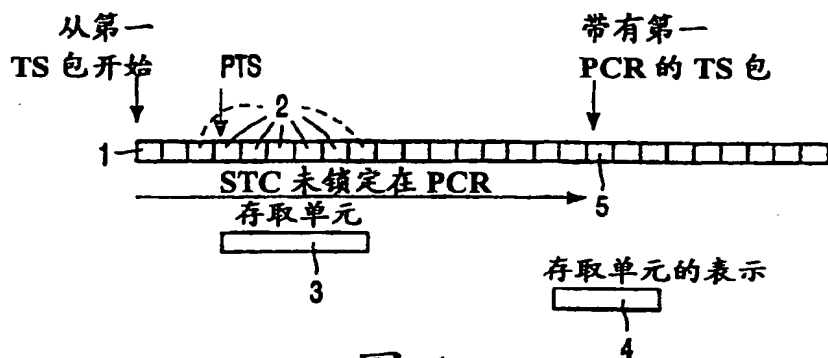 从第一
TS 包开始
PTS
2
带有第一
PCR 的 TS 包
1
STC 未锁定在 PCR
5
存取单元
3
存取单元的表示
4